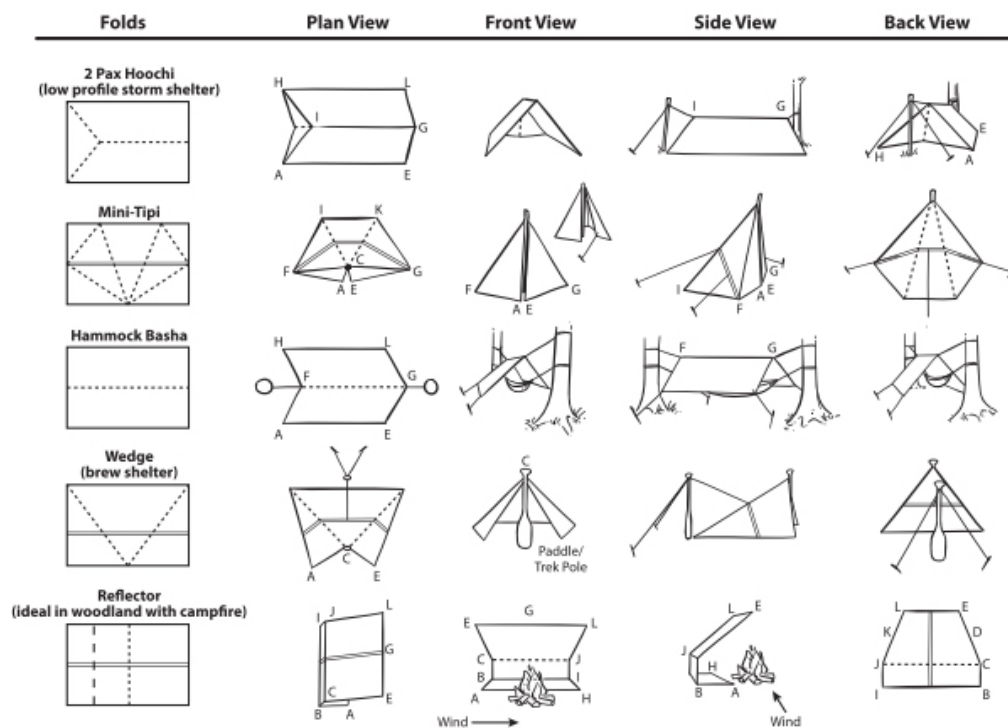 Folds
Plan View
Front View
Side View
Back View
2 Pax Hoochi
(low profile storm shelter)
H
L
I
G
A
E
I
G
H
E
A
Mini-Tipi
I
K
F
C
G
A E
F
G
A E
I
F
A
G
E
Hammock Basha
H
L
F
G
A
E
F
G
Wedge
(brew shelter)
C
A
E
C
Paddle/
Trek Pole
Reflector
(ideal in woodland with campfire)
I
J
L
G
C
E
B
A
G
E
L
C
J
B
I
A
H
Wind
L
E
J
H
B
A
Wind
L
E
K
D
J
C
I
B